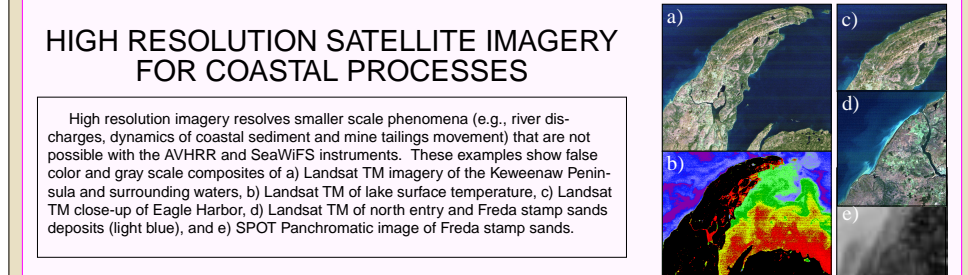 HIGH RESOLUTION SATELLITE IMAGERY
FOR COASTAL PROCESSES
High resolution imagery resolves smaller scale phenomena (e.g., river dis-
charges, dynamics of coastal sediment and mine tailings movement) that are not
possible with the AVHRR and SeaWiFS instruments.  These examples show false
color and gray scale composites of a) Landsat TM imagery of the Keweenaw Penin-
sula and surrounding waters, b) Landsat TM of lake surface temperature, c) Landsat
TM close-up of Eagle Harbor, d) Landsat TM of north entry and Freda stamp sands
deposits (light blue), and e) SPOT Panchromatic image of Freda stamp sands.
a)
b)
c)
d)
e)